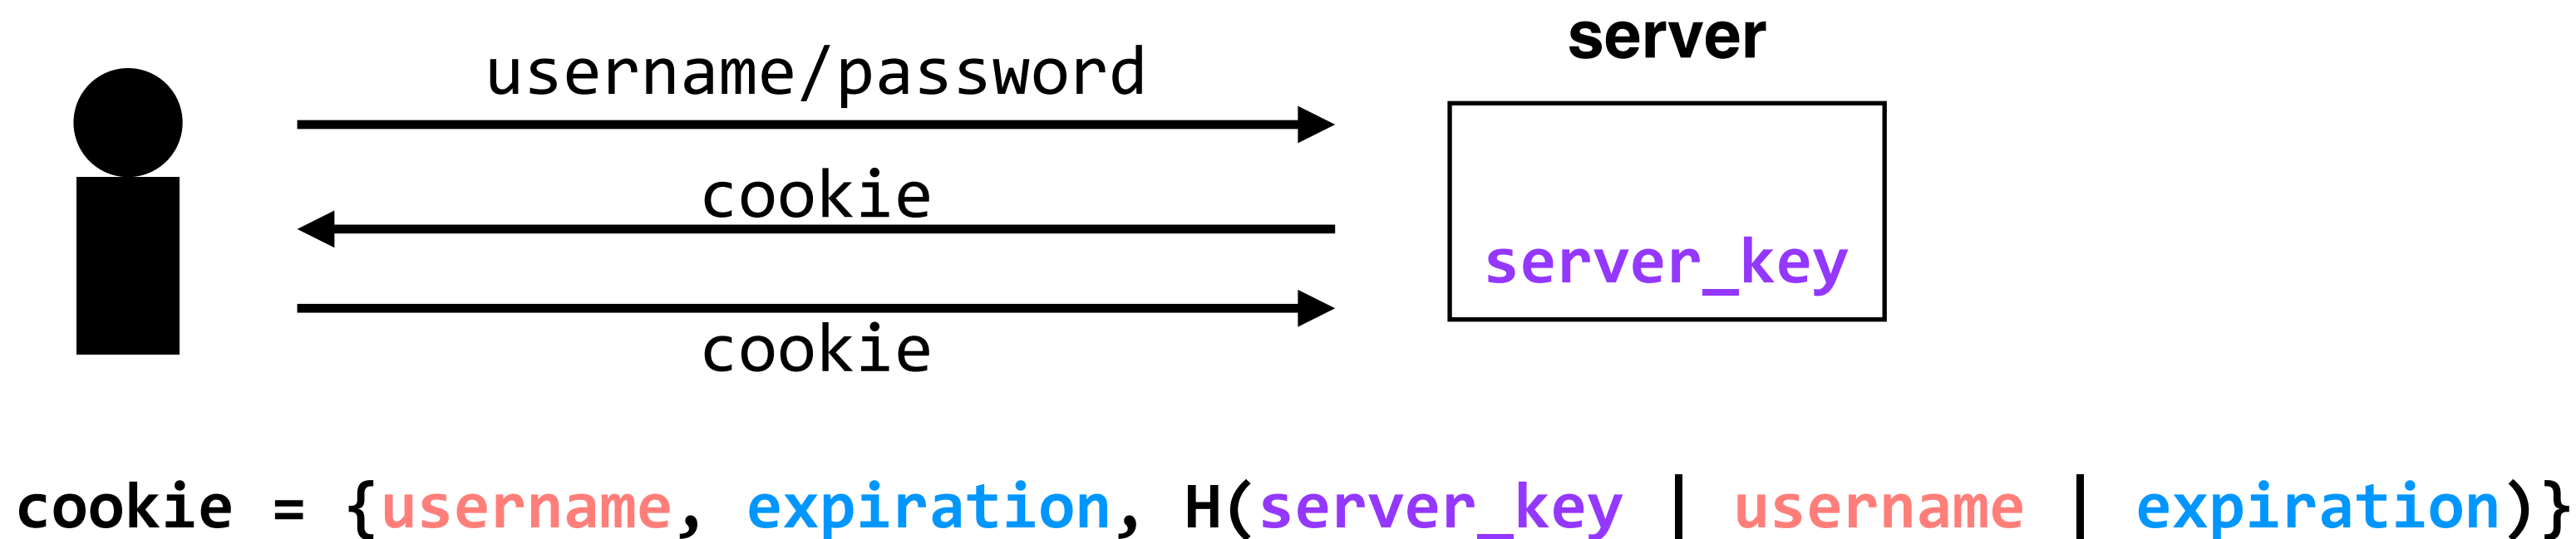 server
username/password
cookie
server_key
cookie
cookie = {username, expiration, H(server_key | username | expiration)}